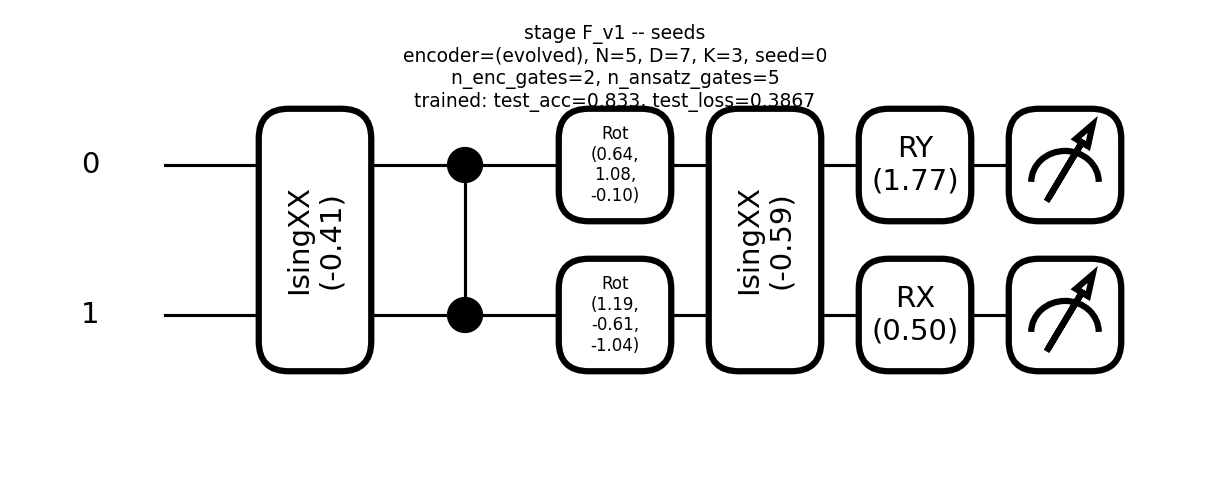 stage F_v1 -- seeds
encoder=(evolved), N=5, D=7, K=3, seed=0
n_enc_gates=2, n_ansatz_gates=5
trained: test_acc=0.833, test_loss=0.3867
0
IsingXX
(-0.41)
Rot
(0.64,
1.08,
-0.10)
IsingXX
(-0.59)
RY
(1.77)
1
Rot
(1.19,
-0.61,
-1.04)
RX
(0.50)